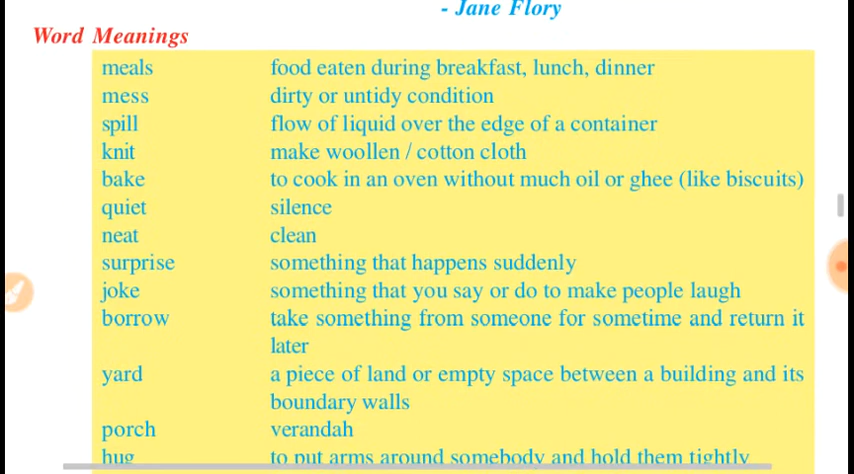 - Jane Flory
Word Meanings
meals food eaten during breakfast, lunch, dinner
mess dirty or untidy condition
spill flow of liquid over the edge of a container
knit make woollen / cotton cloth
bake to cook in an oven without much oil or ghee (like biscuits)
quiet silence
neat clean
surprise something that happens suddenly
joke something that you say or do to make people laugh
borrow take something from someone for sometime and return it
later
yard a piece of land or empty space between a building and its
boundary walls
porch verandah
hug to put arms around somebody and hold them tightly